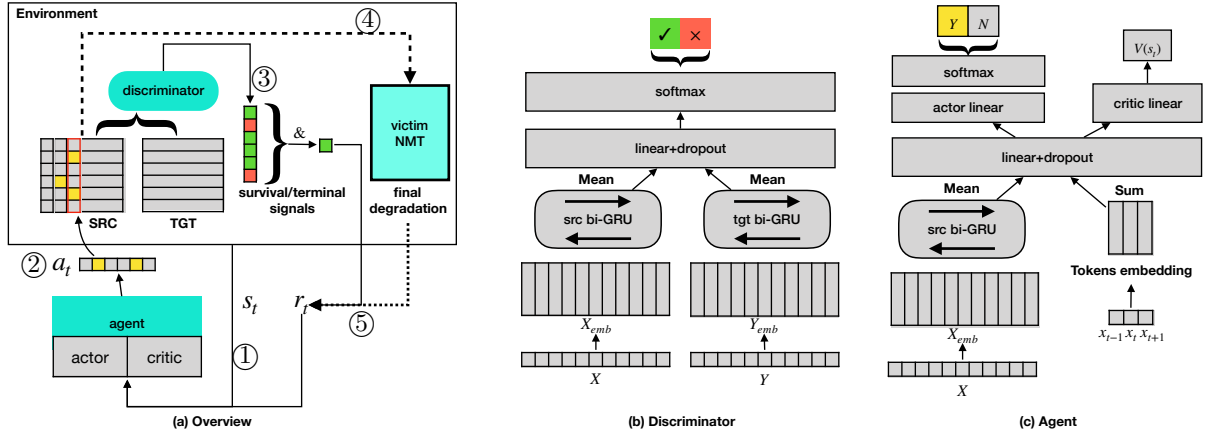 Environment
④
discriminator
③
&
victim
NMT
survival/terminal
signals
final
degradation
SRC
TGT
② a_t
s_t
r_t
⑤
agent
①
actor
critic
(a) Overview
✓ ×
softmax
linear+dropout
Mean
Mean
src bi-GRU
tgt bi-GRU
X_emb
Y_emb
X
Y
(b) Discriminator
Y N
V(s_t)
softmax
actor linear
critic linear
linear+dropout
Mean
Sum
src bi-GRU
Tokens embedding
X_emb
x_{t−1} x_t x_{t+1}
X
(c) Agent